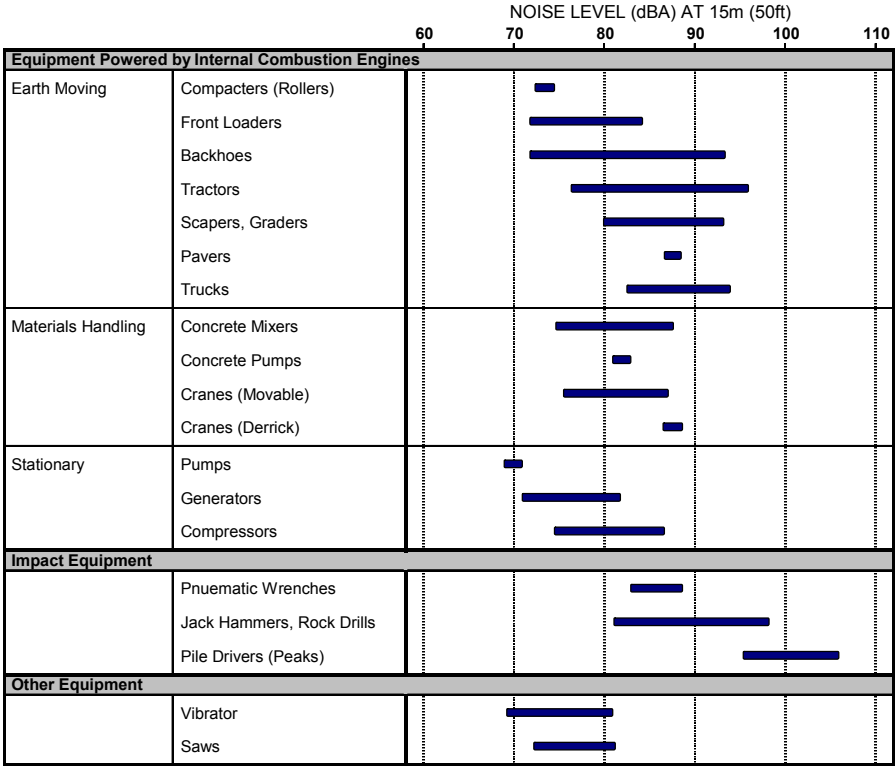 NOISE LEVEL (dBA) AT 15m (50ft)
60 70 80 90 100 110
Equipment Powered by Internal Combustion Engines
Earth Moving Compacters (Rollers)
Front Loaders
Backhoes
Tractors
Scapers, Graders
Pavers
Trucks
Materials Handling Concrete Mixers
Concrete Pumps
Cranes (Movable)
Cranes (Derrick)
Stationary Pumps
Generators
Compressors
Impact Equipment
Pnuematic Wrenches
Jack Hammers, Rock Drills
Pile Drivers (Peaks)
Other Equipment
Vibrator
Saws